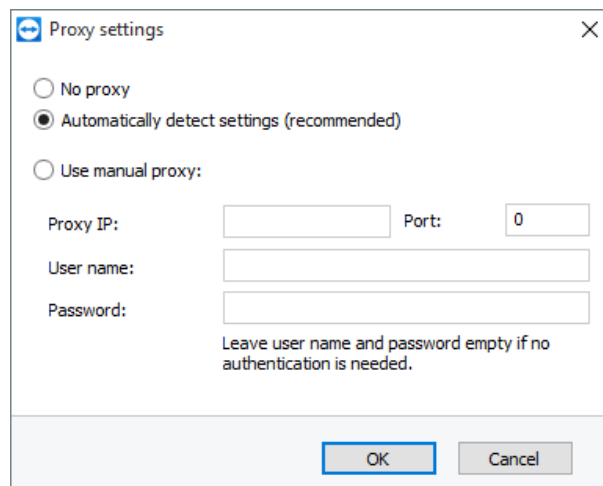 Proxy settings
No proxy
Automatically detect settings (recommended)
Use manual proxy:
Proxy IP:
Port: 0
User name:
Password:
Leave user name and password empty if no
authentication is needed.
OK Cancel